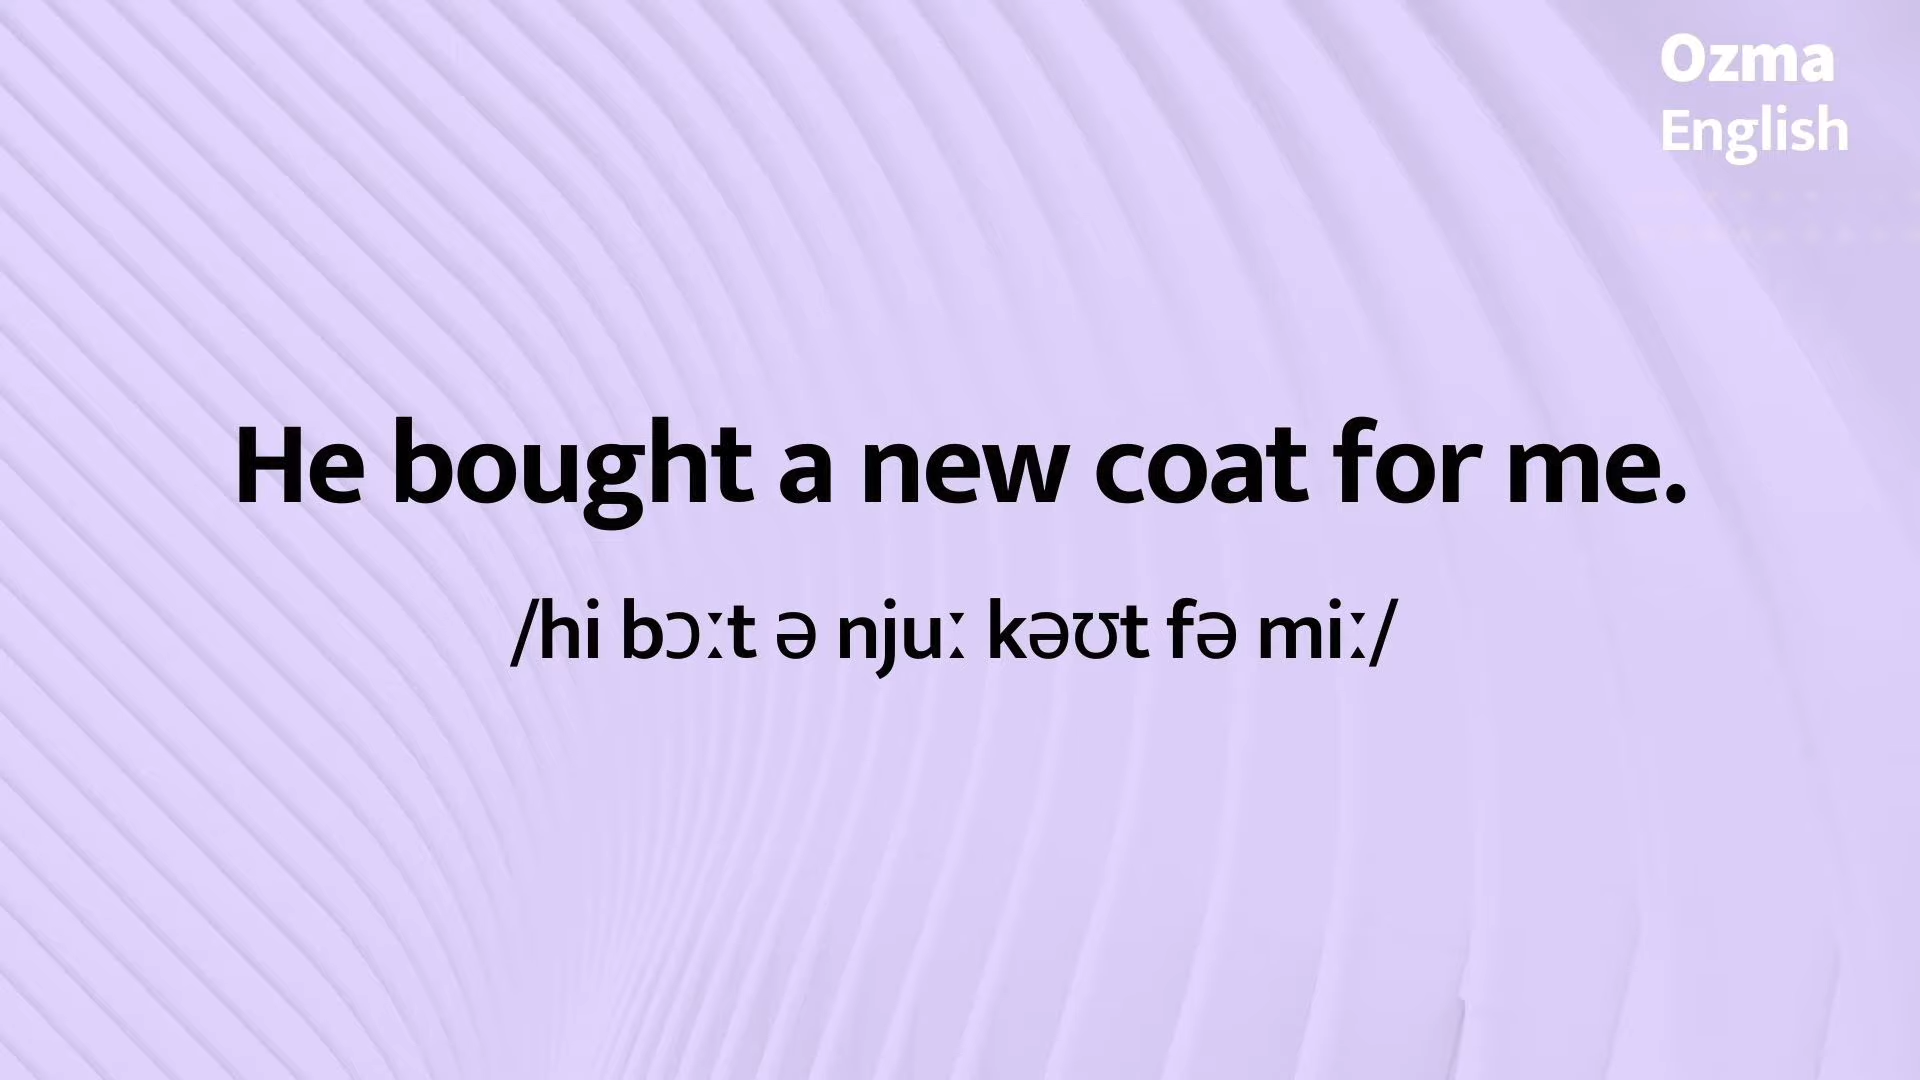 Ozma
English
He bought a new coat for me.
/hi bɔːt ə njuː kəʊt fə miː/